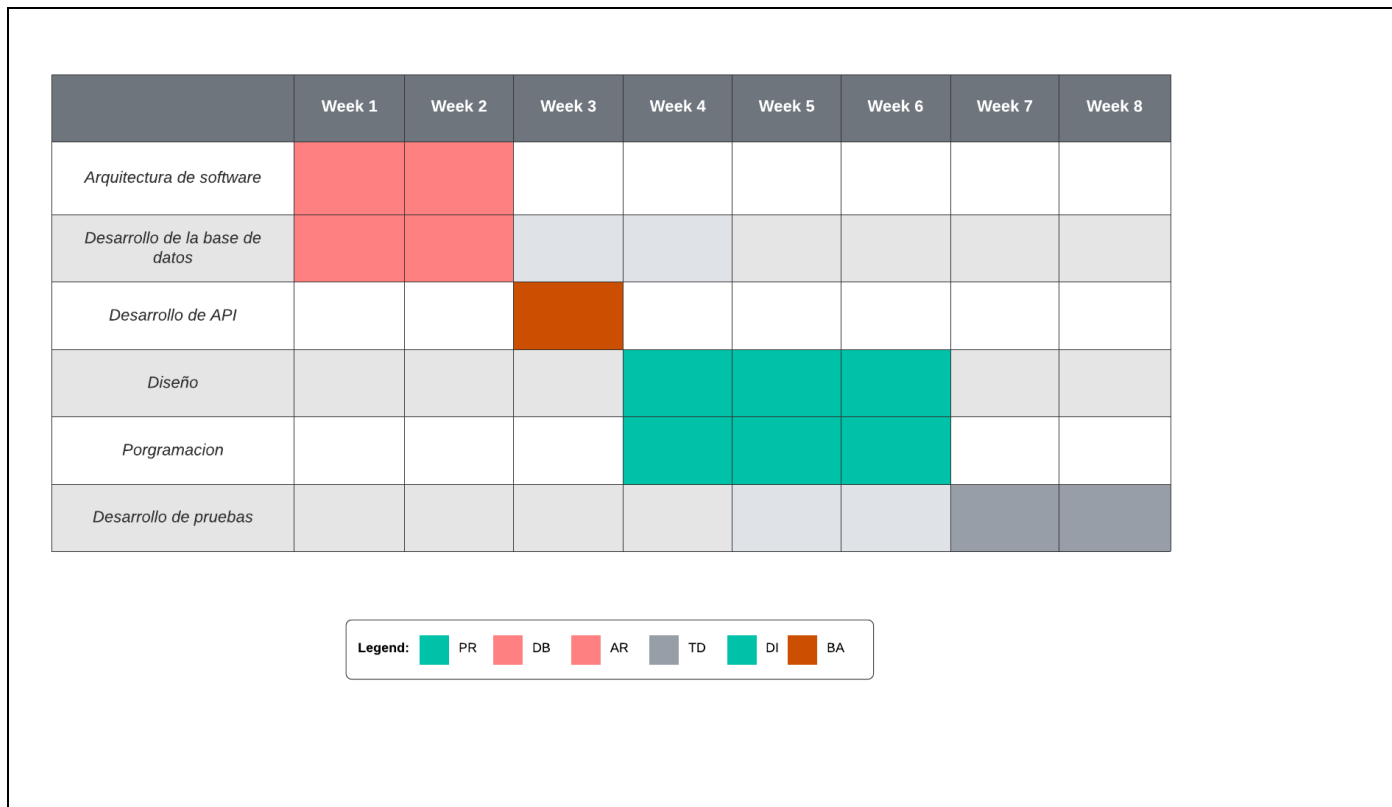 Week 1 Week 2 Week 3 Week 4 Week 5 Week 6 Week 7 Week 8
Arquitectura de software
Desarrollo de la base de
datos
Desarrollo de API
Diseño
Porgramacion
Desarrollo de pruebas
Legend: PR DB AR TD DI BA